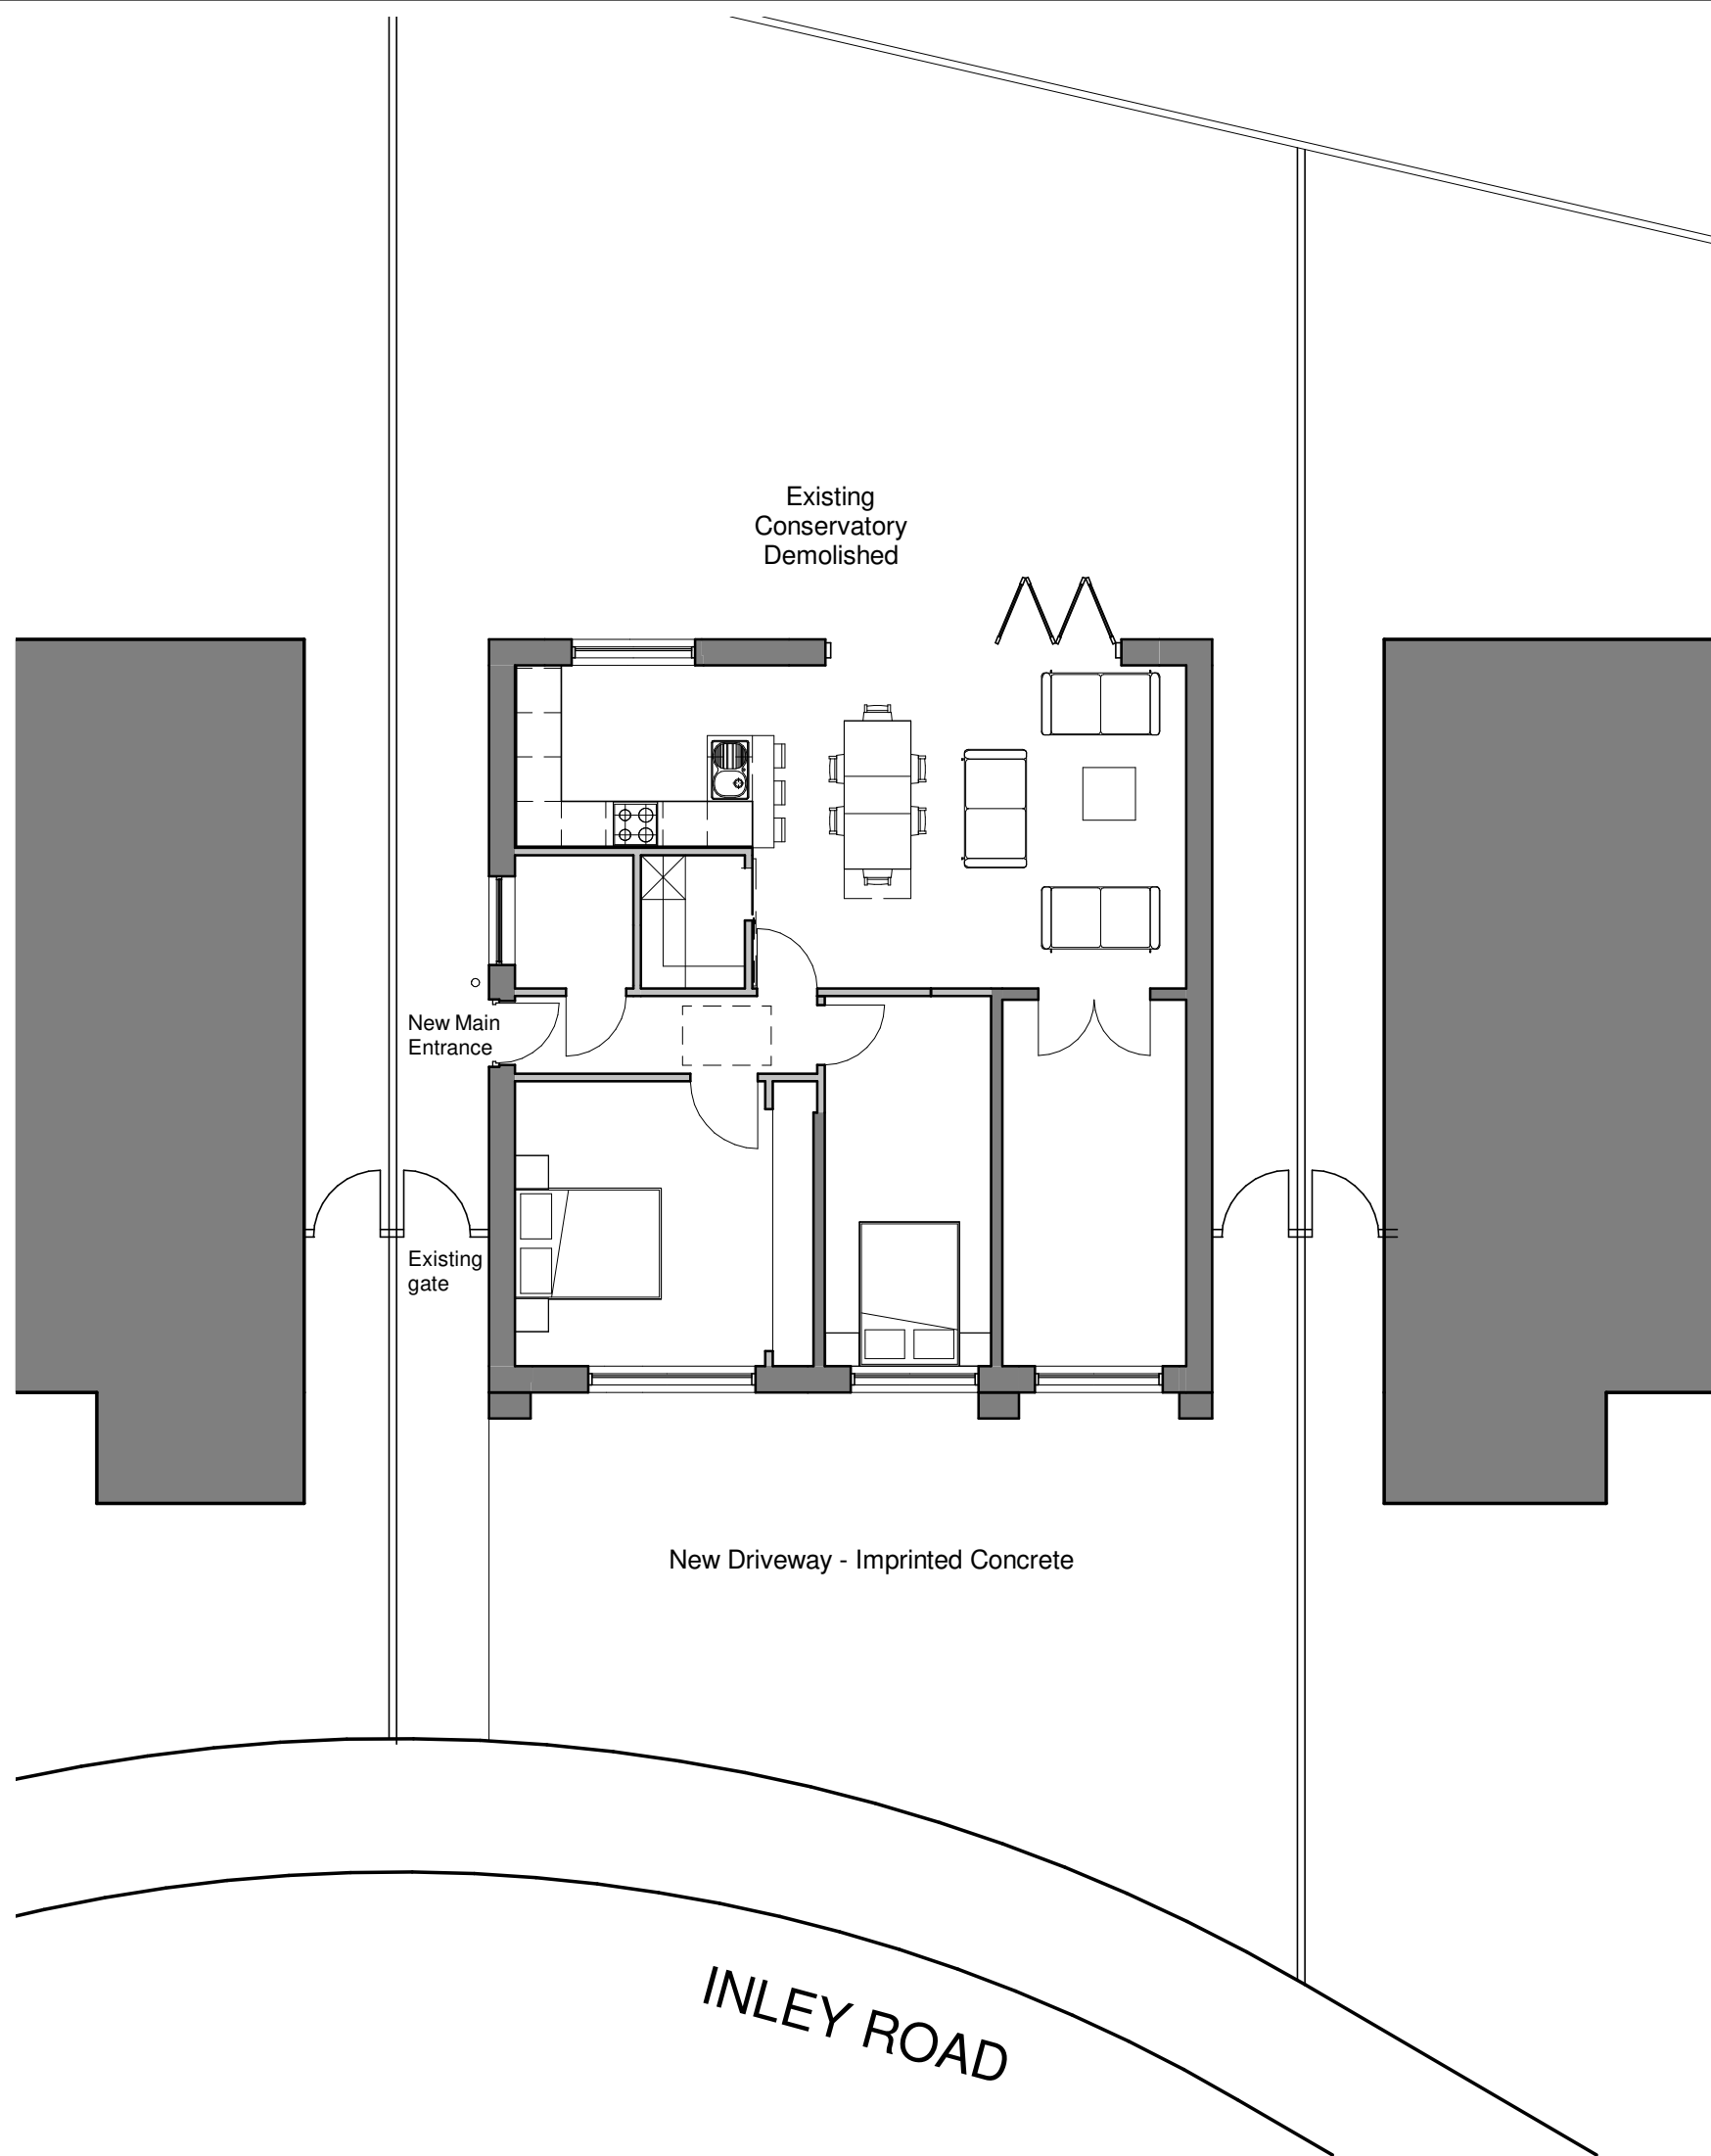 Existing
Conservatory
Demolished
New Main
Entrance
Existing
gate
New Driveway - Imprinted Concrete
INLEY ROAD